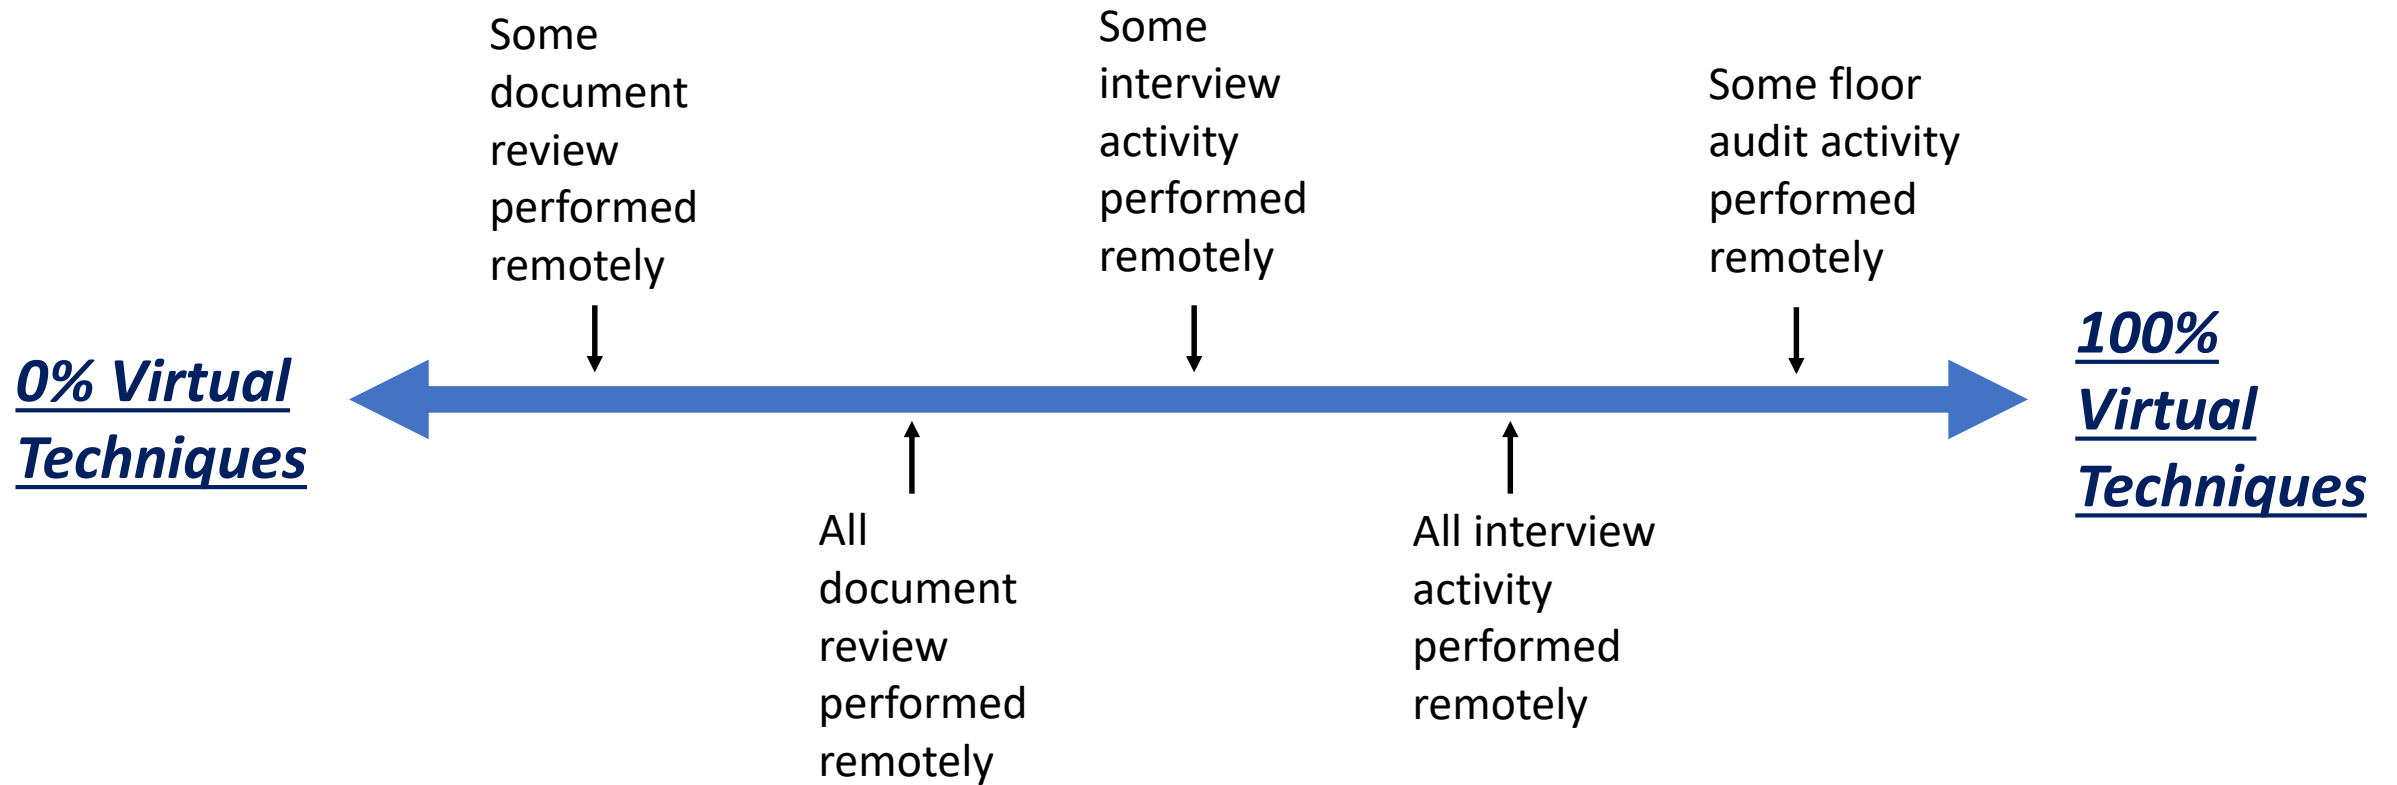 Some
document
review
performed
remotely
Some
interview
activity
performed
remotely
Some floor
audit activity
performed
remotely
0% Virtual
Techniques
100%
Virtual
Techniques
All
document
review
performed
remotely
All interview
activity
performed
remotely